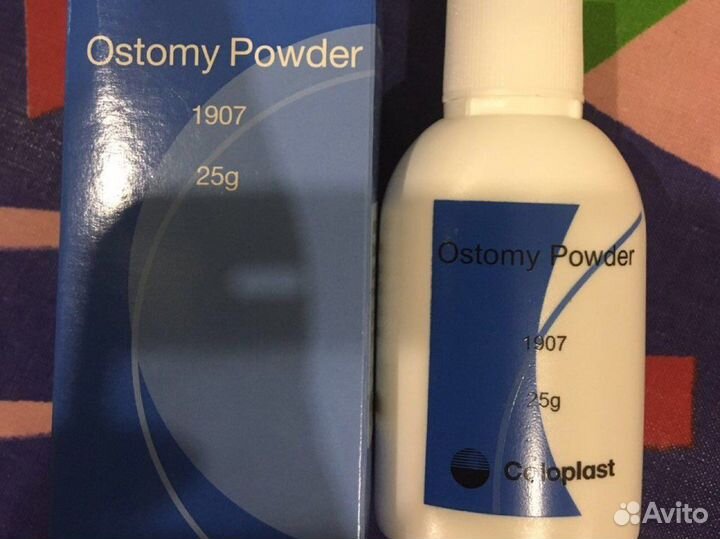 Ostomy Powder
1907
25g
Ostomy Powder
1907
25g
Coloplast
Avito